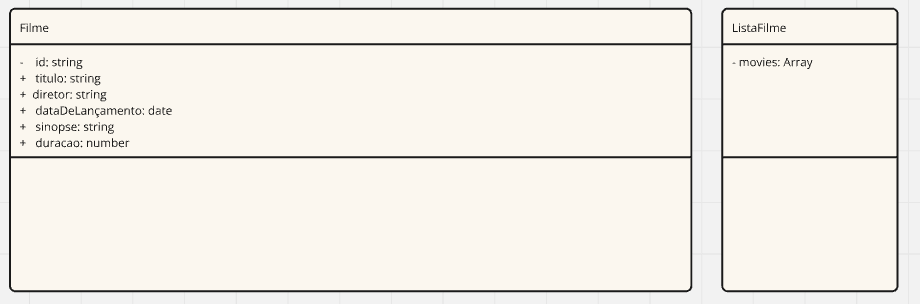 Filme
- id: string
+ titulo: string
+ diretor: string
+ dataDeLançamento: date
+ sinopse: string
+ duracao: number
ListaFilme
- movies: Array